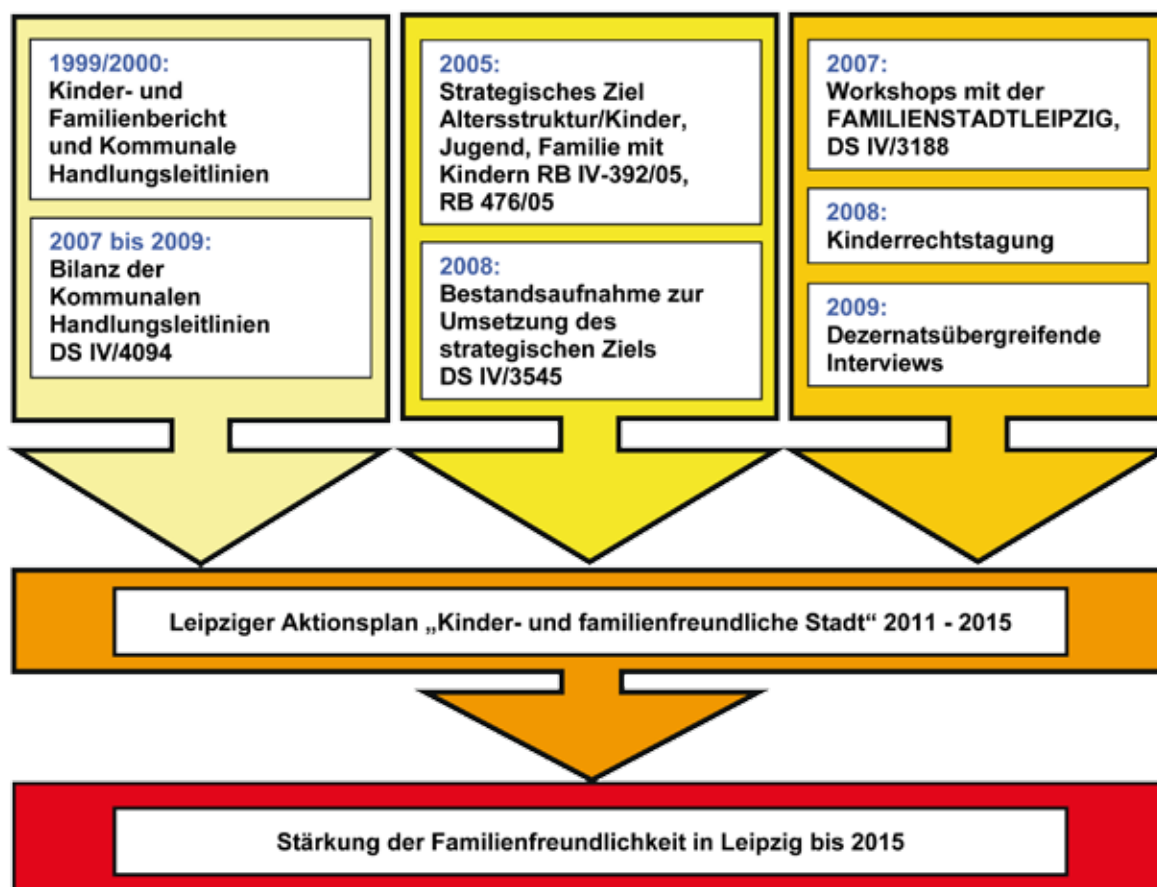 1999/2000:
Kinder- und
Familienbericht
und Kommunale
Handlungsleitlinien
2007 bis 2009:
Bilanz der
Kommunalen
Handlungsleitlinien
DS IV/4094
2005:
Strategisches Ziel
Altersstruktur/Kinder,
Jugend, Familie mit
Kindern RB IV-392/05,
RB 476/05
2008:
Bestandsaufnahme zur
Umsetzung des
strategischen Ziels
DS IV/3545
2007:
Workshops mit der
FAMILIENSTADTLEIPZIG,
DS IV/3188
2008:
Kinderrechtstagung
2009:
Dezernatsübergreifende
Interviews
Leipziger Aktionsplan „Kinder- und familienfreundliche Stadt“ 2011 - 2015
Stärkung der Familienfreundlichkeit in Leipzig bis 2015